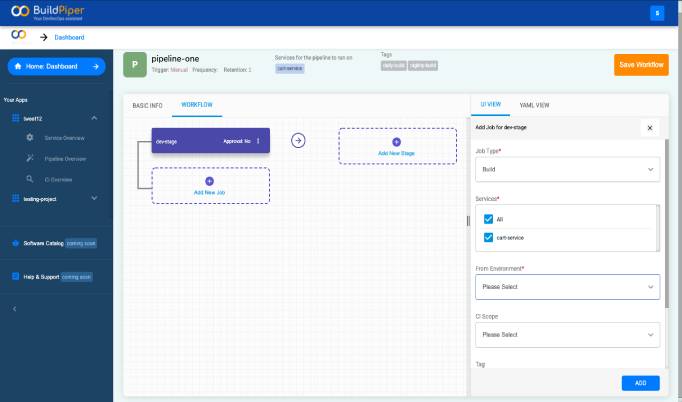 BuildPiper
Your DevSecOps assistant
S
Dashboard
Home: Dashboard
Your Apps
tweet12
Service Overview
Pipeline Overview
CI Overview
testing-project
Software Catalog coming soon
Help & Support coming soon
P
pipeline-one
Trigger: Manual Frequency: Retention: 2
Services for the pipeline to run on
cart-service
Tags
daily-build nightly-build
Save Workflow
BASIC INFO
WORKFLOW
dev-stage
Approval: No
Add New Job
Add New Stage
UI VIEW
YAML VIEW
Add Job for dev-stage
Job Type*
Build
Services*
All
cart-service
From Environment*
Please Select
CI Scope
Please Select
Tag
ADD